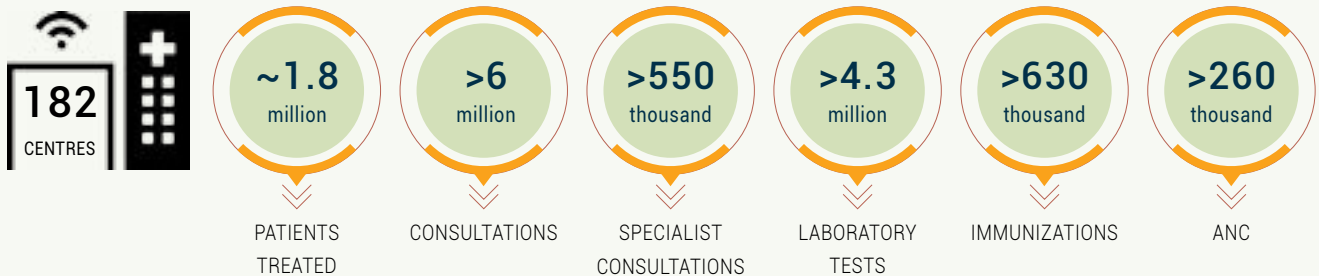 182
CENTRES
~1.8
million
PATIENTS
TREATED
>6
million
CONSULTATIONS
>550
thousand
SPECIALIST
CONSULTATIONS
>4.3
million
LABORATORY
TESTS
>630
thousand
IMMUNIZATIONS
>260
thousand
ANC